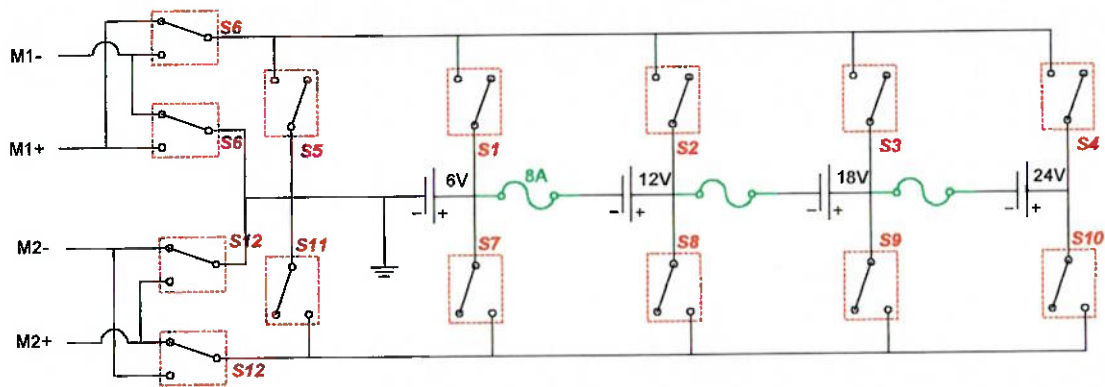 S6
M1-
M1+
S6
S5
S1
S2
S3
S4
6V
8A
12V
18V
24V
- +
- +
- +
- +
M2-
S12
S11
S7
S8
S9
S10
M2+
S12